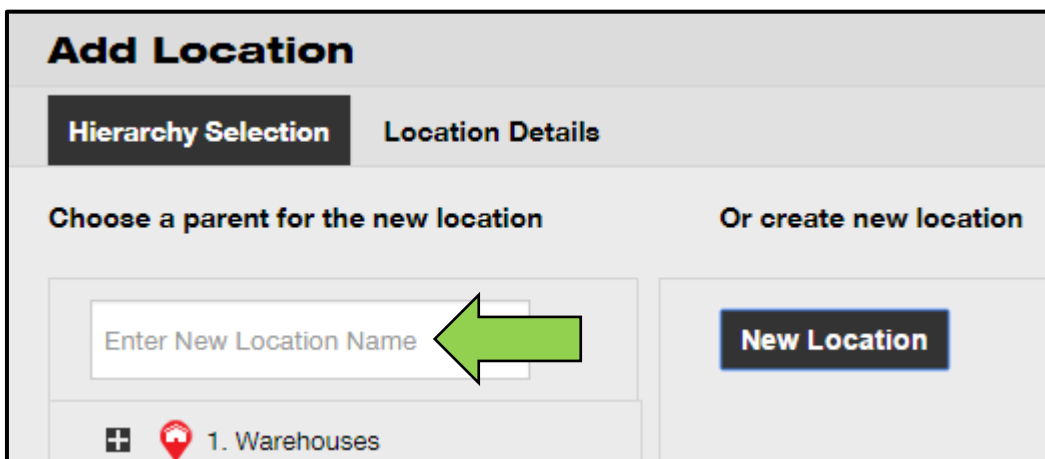 Add Location
Hierarchy Selection Location Details
Choose a parent for the new location Or create new location
Enter New Location Name New Location
1. Warehouses